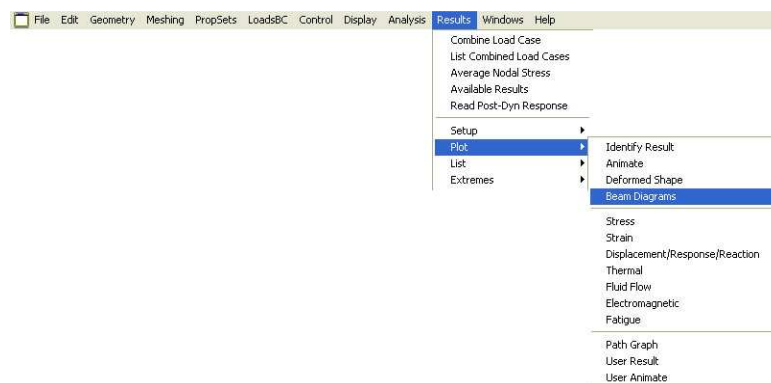 File Edit Geometry Meshing PropSets LoadsBC Control Display Analysis Results Windows Help
Combine Load Case
List Combined Load Cases
Average Nodal Stress
Available Results
Read Post-Dyn Response
Setup
Plot
List
Extremes
Identify Result
Animate
Deformed Shape
Beam Diagrams
Stress
Strain
Displacement/Response/Reaction
Thermal
Fluid Flow
Electromagnetic
Fatigue
Path Graph
User Result
User Animate